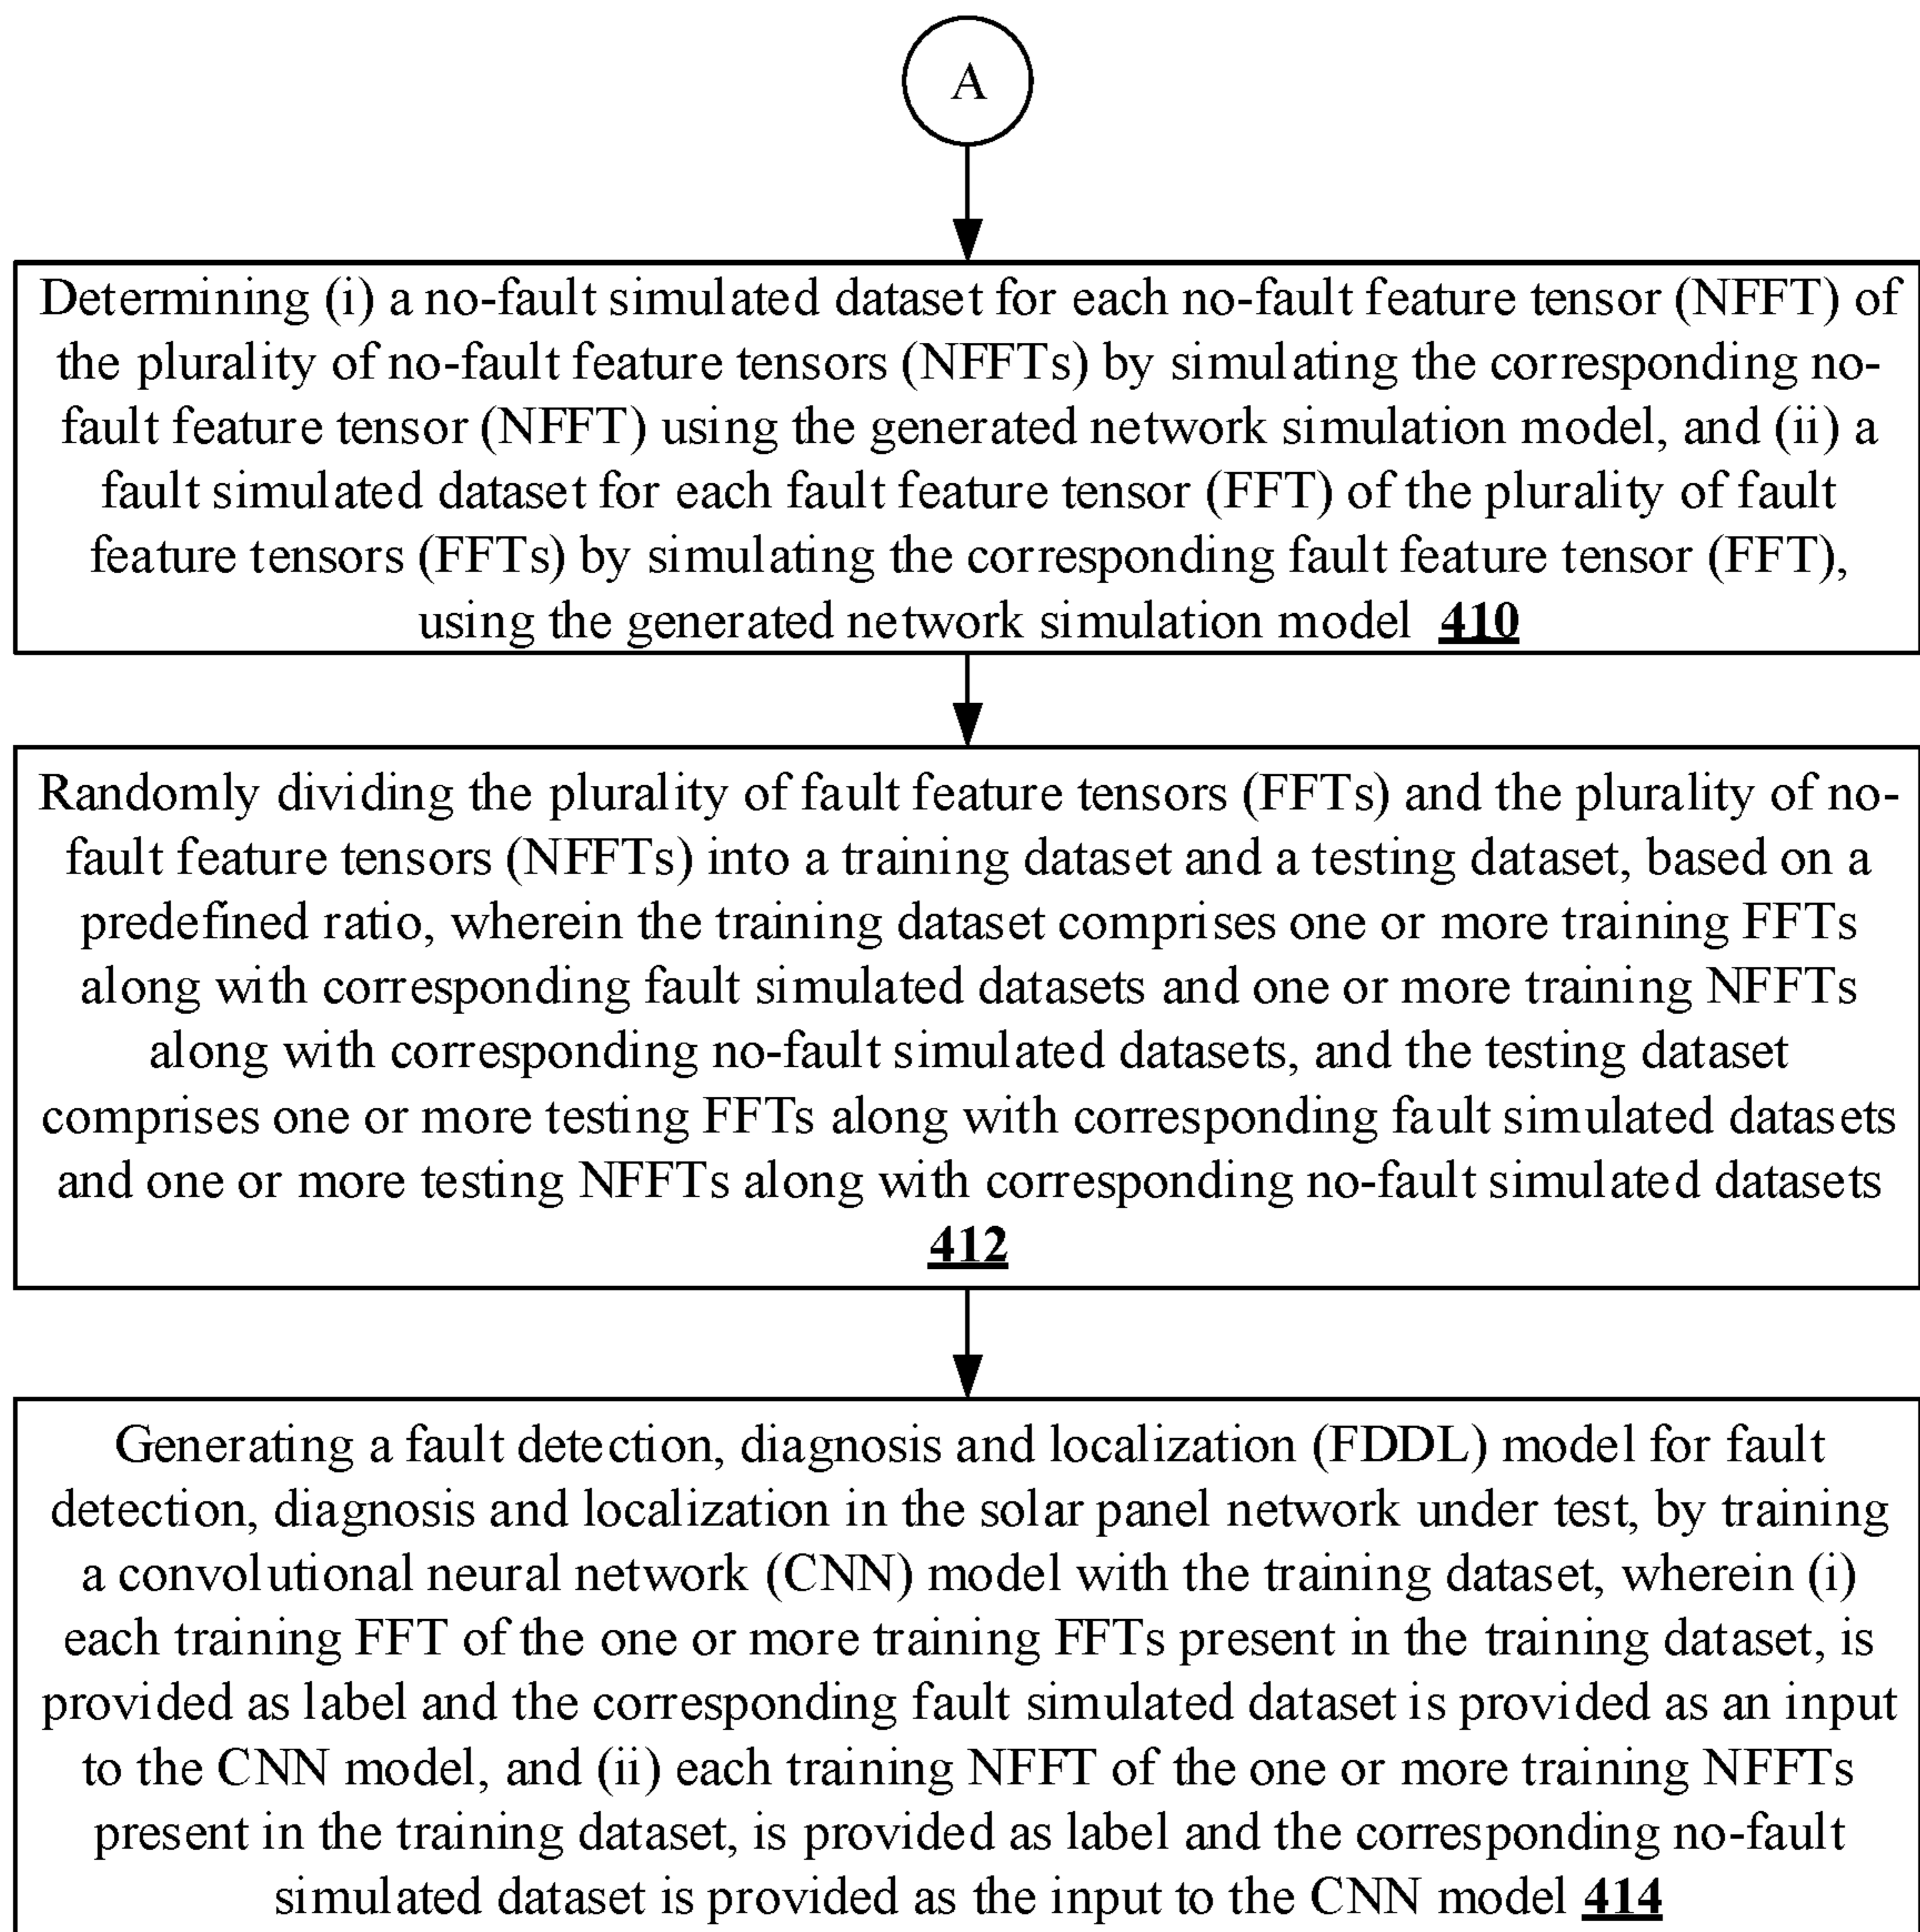 A
Determining (i) a no-fault simulated dataset for each no-fault feature tensor (NFFT) of
the plurality of no-fault feature tensors (NFFTs) by simulating the corresponding no-
fault feature tensor (NFFT) using the generated network simulation model, and (ii) a
fault simulated dataset for each fault feature tensor (FFT) of the plurality of fault
feature tensors (FFTs) by simulating the corresponding fault feature tensor (FFT),
using the generated network simulation model 410
Randomly dividing the plurality of fault feature tensors (FFTs) and the plurality of no-
fault feature tensors (NFFTs) into a training dataset and a testing dataset, based on a
predefined ratio, wherein the training dataset comprises one or more training FFTs
along with corresponding fault simulated datasets and one or more training NFFTs
along with corresponding no-fault simulated datasets, and the testing dataset
comprises one or more testing FFTs along with corresponding fault simulated datasets
and one or more testing NFFTs along with corresponding no-fault simulated datasets
412
Generating a fault detection, diagnosis and localization (FDDL) model for fault
detection, diagnosis and localization in the solar panel network under test, by training
a convolutional neural network (CNN) model with the training dataset, wherein (i)
each training FFT of the one or more training FFTs present in the training dataset, is
provided as label and the corresponding fault simulated dataset is provided as an input
to the CNN model, and (ii) each training NFFT of the one or more training NFFTs
present in the training dataset, is provided as label and the corresponding no-fault
simulated dataset is provided as the input to the CNN model 414